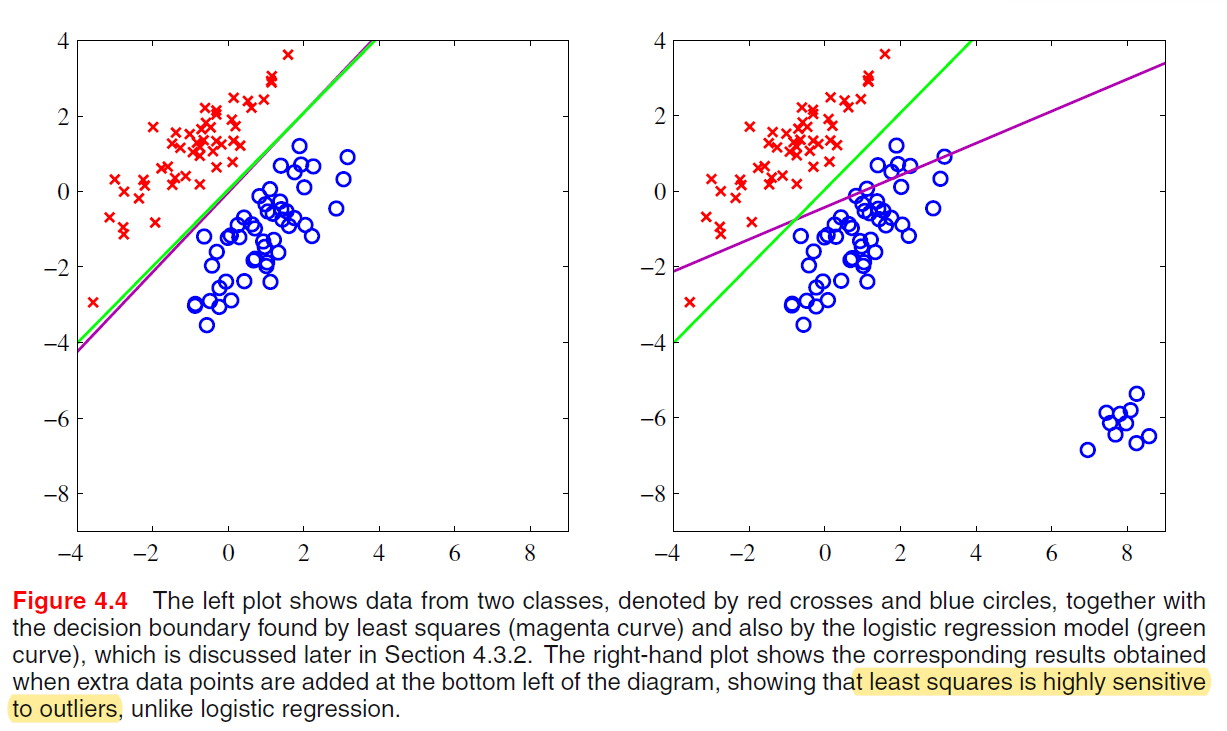 4
2
0
−2
−4
−6
−8
−4 −2 0 2 4 6 8
4
2
0
−2
−4
−6
−8
−4 −2 0 2 4 6 8
Figure 4.4 The left plot shows data from two classes, denoted by red crosses and blue circles, together with
the decision boundary found by least squares (magenta curve) and also by the logistic regression model (green
curve), which is discussed later in Section 4.3.2. The right-hand plot shows the corresponding results obtained
when extra data points are added at the bottom left of the diagram, showing that least squares is highly sensitive
to outliers, unlike logistic regression.